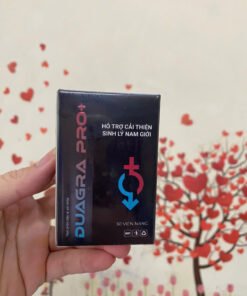 DUAGRA PRO+
HỖ TRỢ CẢI THIỆN
SINH LÝ NAM GIỚI
30 VIÊN NANG